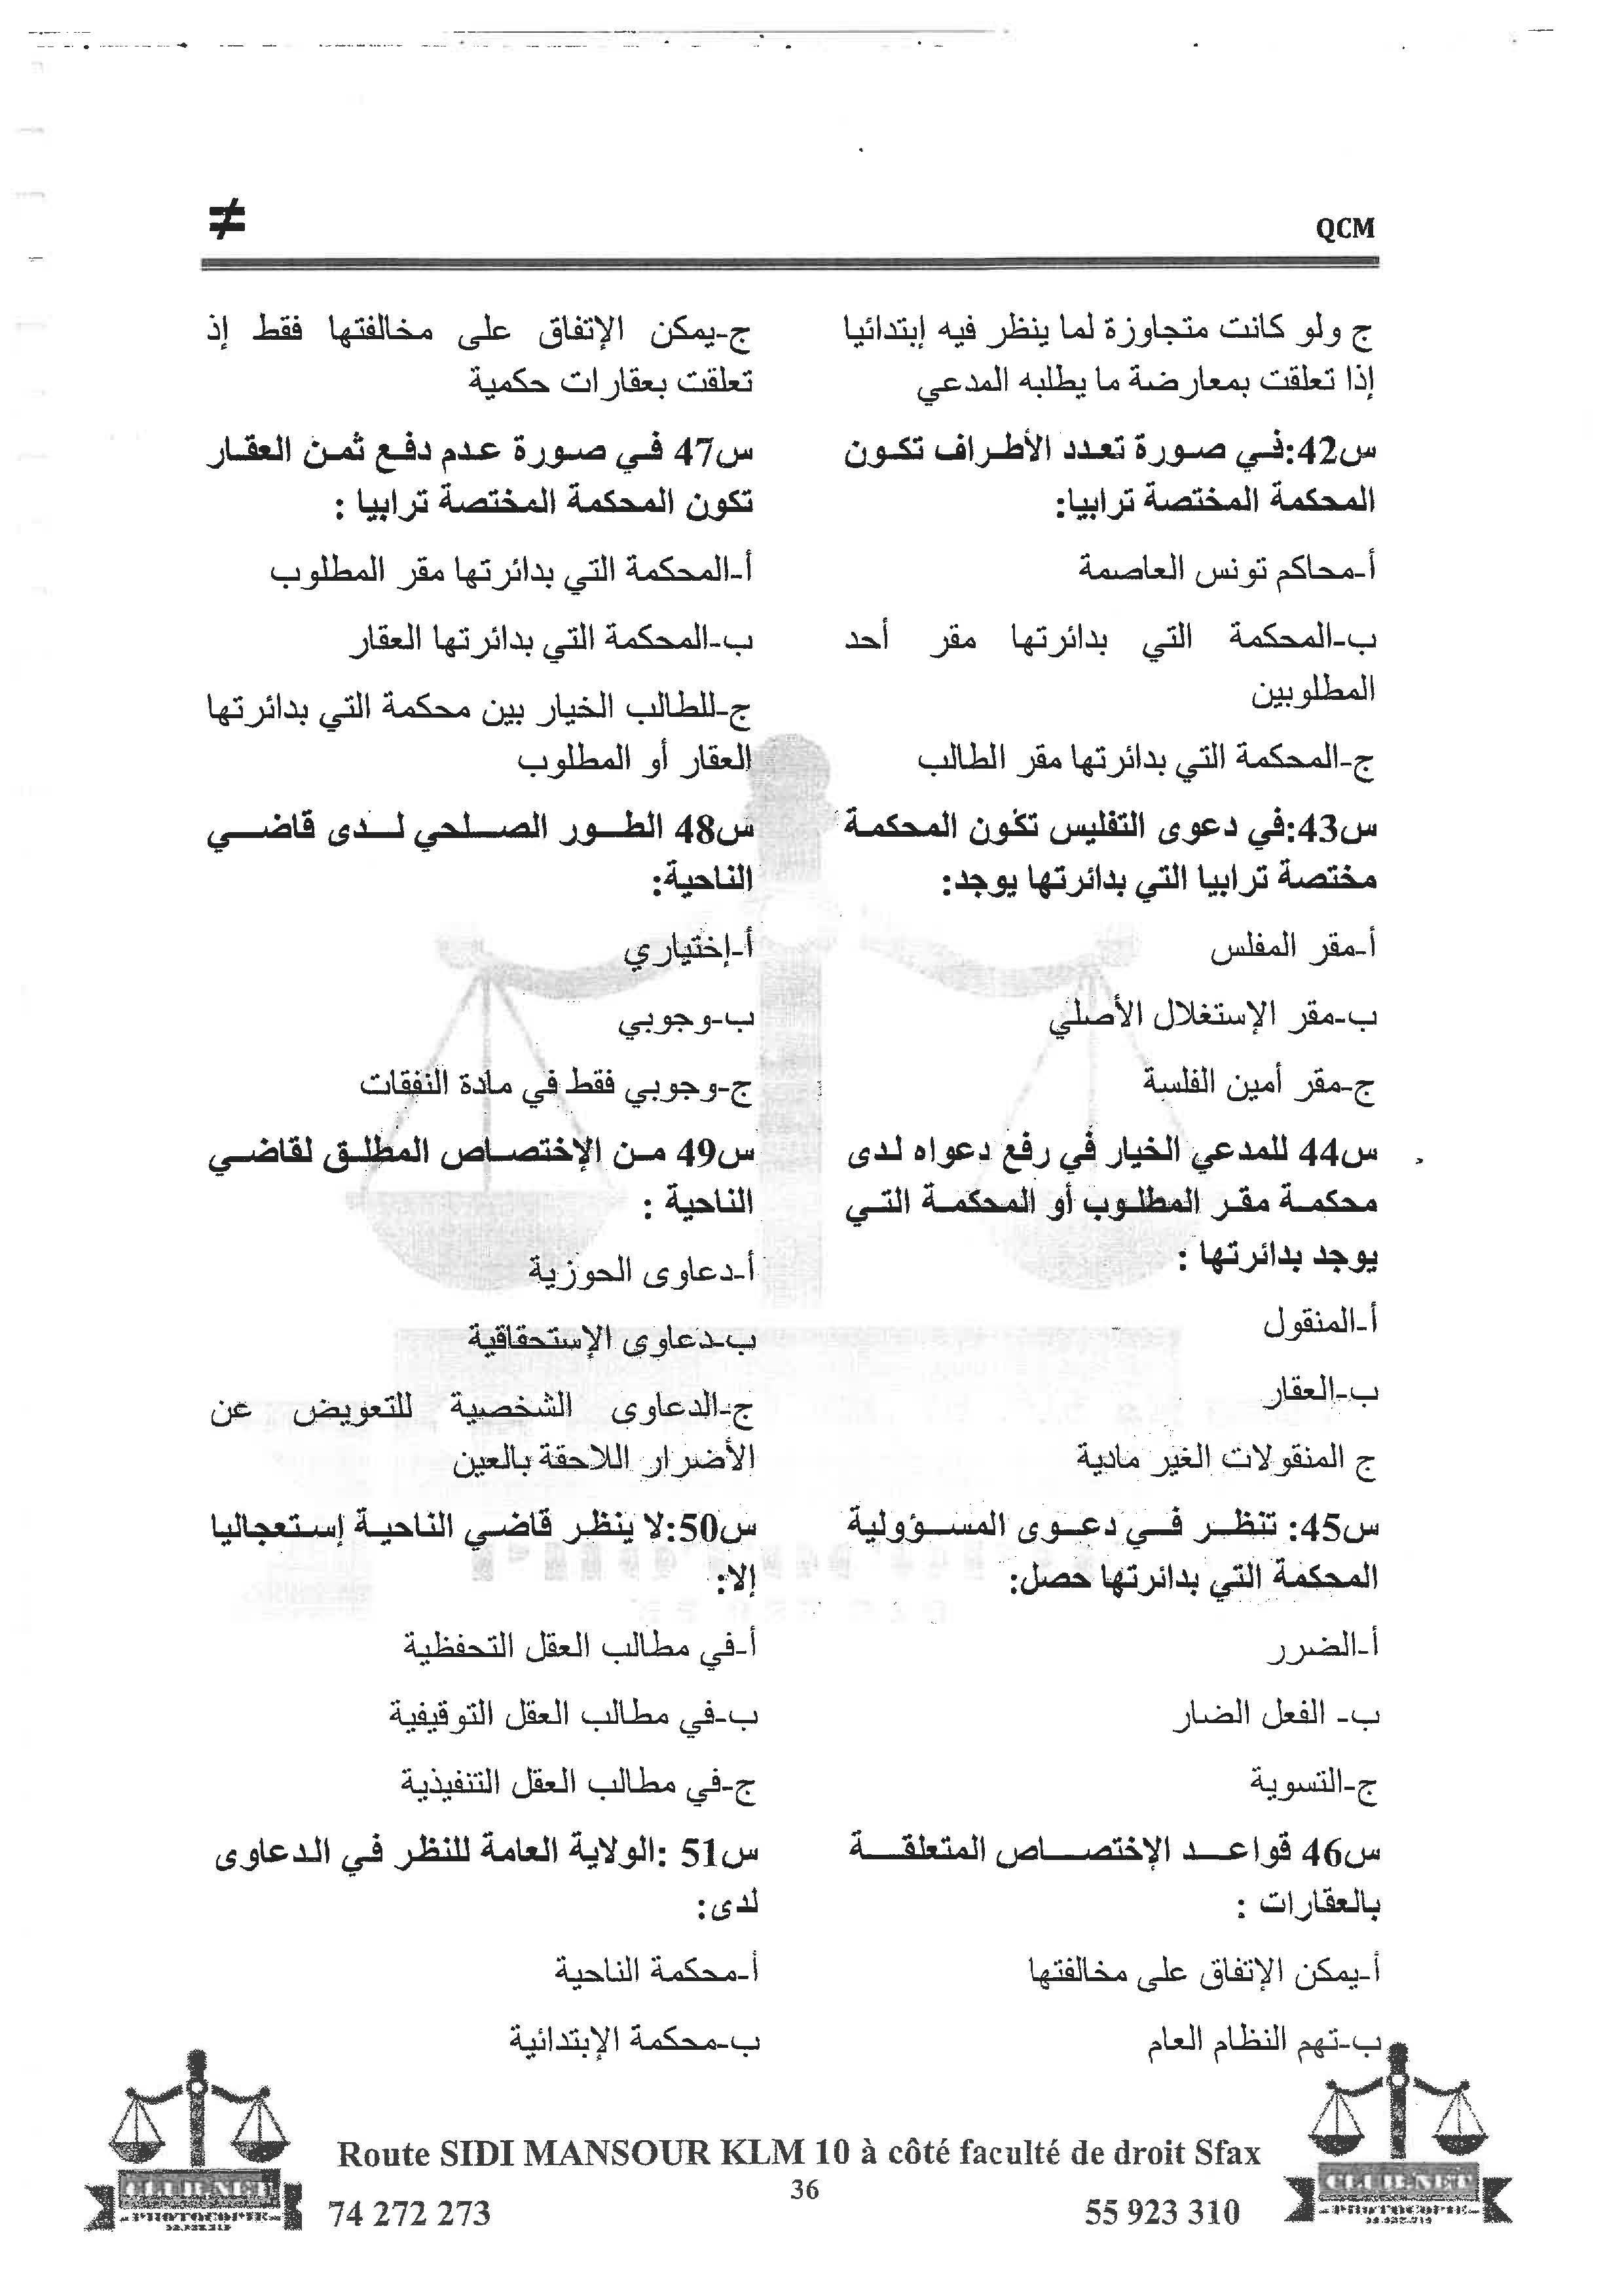 QCM
≠
ج ولو كانت متجاوزة لما ينظر فيه إبتدائيا
إذا تعلقت بمعارضة ما يطلبه المدعي
س42:في صورة تعدد الأطراف تكون
المحكمة المختصة ترابيا:
أ-محاكم تونس العاصمة
ب-المحكمة التي بدائرتها مقر أحد
المطلوبين
ج-المحكمة التي بدائرتها مقر الطالب
س43:في دعوى التفليس تكون المحكمة
مختصة ترابيا التي بدائرتها يوجد:
أ-مقر المفلس
ب-مقر الإستغلال الأصلي
ج-مقر أمين الفلسة
س44 للمدعي الخيار في رفع دعواه لدى
محكمة مقر المطلوب أو المحكمة التي
يوجد بدائرتها :
أ-المنقول
ب-العقار
ج المنقولات الغير مادية
س45: تنظر في دعوى المسؤولية
المحكمة التي بدائرتها حصل:
أ-الضرر
ب- الفعل الضار
ج-التسوية
س46 قواعد الإختصاص المتعلقة
بالعقارات :
أ-يمكن الإتفاق على مخالفتها
ب-تهم النظام العام
ج-يمكن الإتفاق على مخالفتها فقط إذ
تعلقت بعقارات حكمية
س47 في صورة عدم دفع ثمن العقار
تكون المحكمة المختصة ترابيا :
أ-المحكمة التي بدائرتها مقر المطلوب
ب-المحكمة التي بدائرتها العقار
ج-للطالب الخيار بين محكمة التي بدائرتها
العقار أو المطلوب
س48 الطور الصلحي لدى قاضي
الناحية:
أ-إختياري
ب-وجوبي
ج-وجوبي فقط في مادة النفقات
س49 من الإختصاص المطلق لقاضي
الناحية :
أ-دعاوى الحوزية
ب-دعاوى الإستحقاقية
ج-الدعاوى الشخصية للتعويض عن
الأضرار اللاحقة بالعين
س50:لا ينظر قاضي الناحية إستعجاليا
إلا:
أ-في مطالب العقل التحفظية
ب-في مطالب العقل التوقيفية
ج-في مطالب العقل التنفيذية
س51 :الولاية العامة للنظر في الدعاوى
لدى:
أ-محكمة الناحية
ب-محكمة الإبتدائية
Route SIDI MANSOUR KLM 10 à côté faculté de droit Sfax
36
74 272 273
55 923 310
CLUB.NET
PHOTOCOPIE
CLUB.NET
PHOTOCOPIE